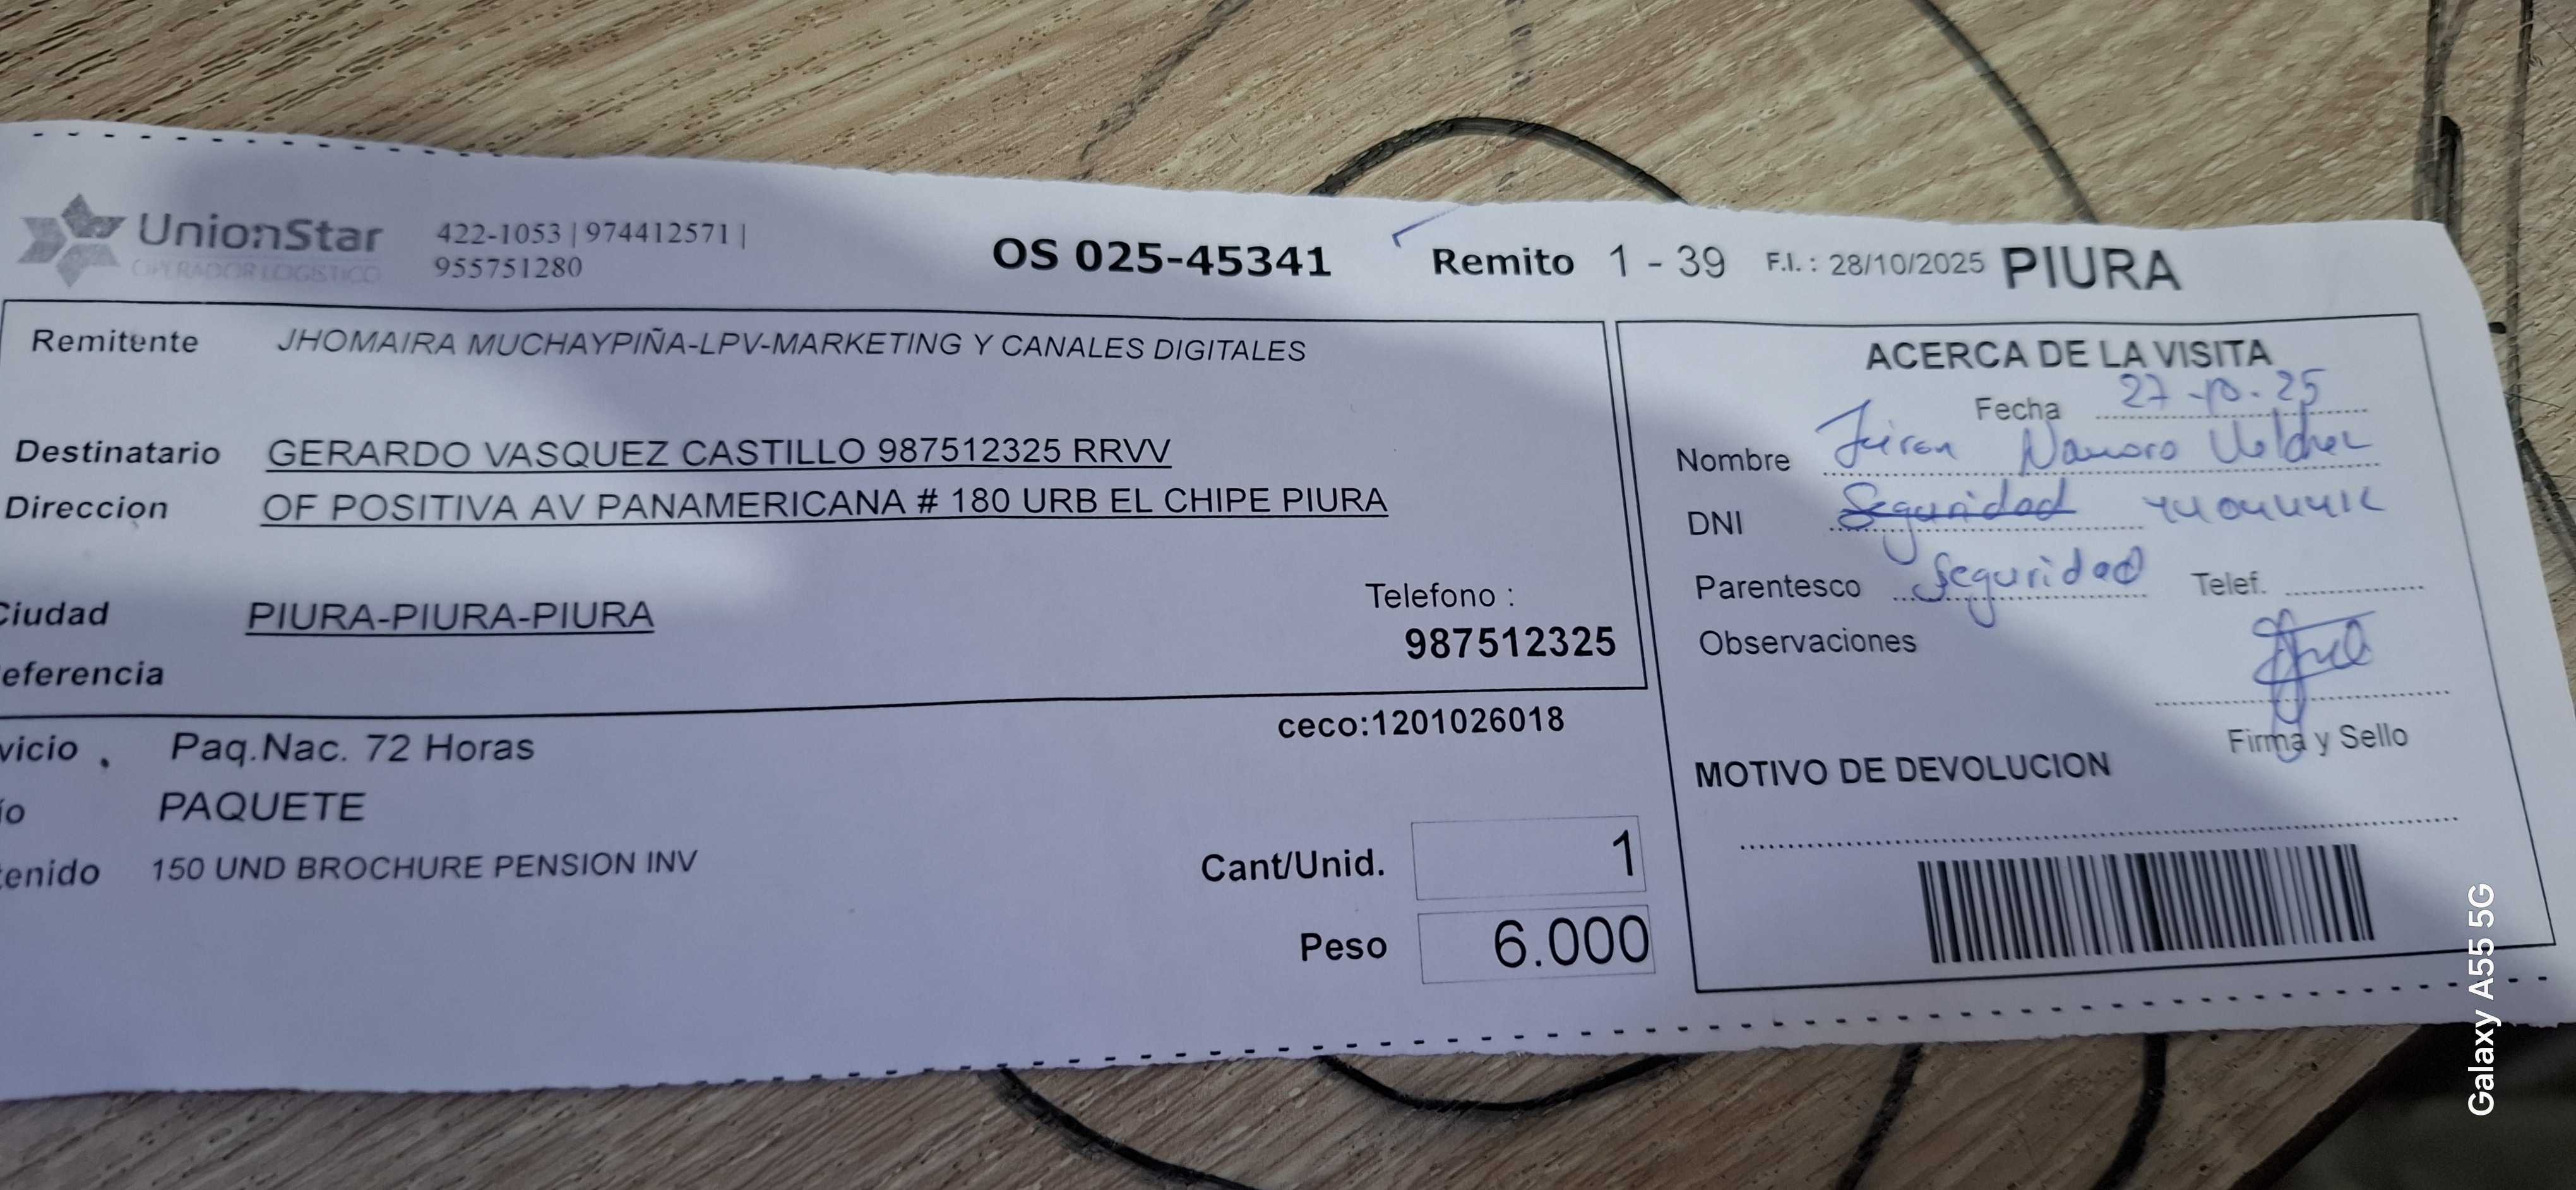 UnionStar
OPERADOR LOGISTICO
422-1053 | 974412571 |
955751280
OS 025-45341
Remito 1 - 39 F.I. : 28/10/2025 PIURA
Remitente JHOMAIRA MUCHAYPIÑA-LPV-MARKETING Y CANALES DIGITALES
Destinatario GERARDO VASQUEZ CASTILLO 987512325 RRVV
Direccion OF POSITIVA AV PANAMERICANA # 180 URB EL CHIPE PIURA
Ciudad PIURA-PIURA-PIURA
Telefono :
987512325
eferencia
ceco:1201026018
vicio Paq.Nac. 72 Horas
ío PAQUETE
tenido 150 UND BROCHURE PENSION INV
Cant/Unid. 1
Peso 6.000
ACERCA DE LA VISITA
Fecha 27-10-25
Nombre
DNI Seguridad
Parentesco Seguridad Telef.
Observaciones
Firma y Sello
MOTIVO DE DEVOLUCION
Galaxy A55 5G